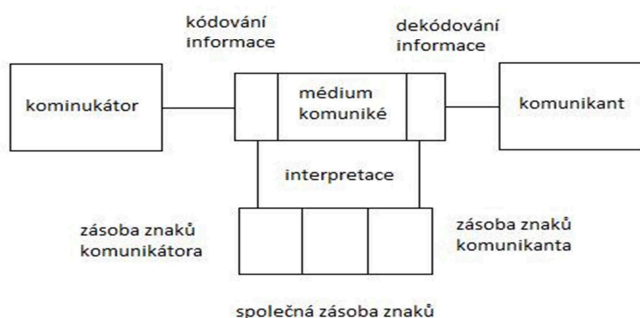 kódování
informace
dekódování
informace
kominukátor
médium
komuniké
komunikant
interpretace
zásoba znaků
komunikátora
zásoba znaků
komunikanta
společná zásoba znaků